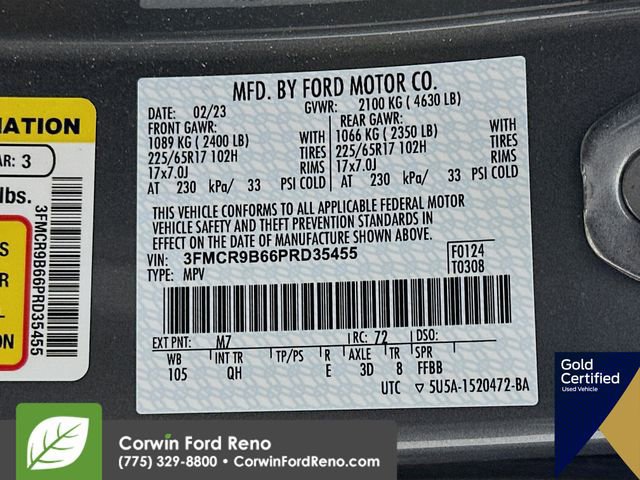 MFD. BY FORD MOTOR CO.
DATE: 02/23 GVWR: 2100 KG ( 4630 LB)
FRONT GAWR: REAR GAWR:
1089 KG ( 2400 LB) WITH 1066 KG ( 2350 LB) WITH
225/65R17 102H TIRES 225/65R17 102H TIRES
17x7.0J RIMS 17x7.0J RIMS
AT 230 kPa/ 33 PSI COLD AT 230 kPa/ 33 PSI COLD
THIS VEHICLE CONFORMS TO ALL APPLICABLE FEDERAL MOTOR
VEHICLE SAFETY AND THEFT PREVENTION STANDARDS IN
EFFECT ON THE DATE OF MANUFACTURE SHOWN ABOVE.
VIN: 3FMCR9B66PRD35455 F0124
TYPE: MPV T0308
EXT PNT: M7 RC: 72 DSO:
WB INT TR TP/PS R AXLE TR SPR
105 QH E 3D 8 FFBB
UTC ▽5U5A-1520472-BA
MATION
AR: 3
lbs.
S
R
L
ON
3FMCR9B66PRD35455
Gold
Certified
Used Vehicle
Corwin Ford Reno
(775) 329-8800 • CorwinFordReno.com